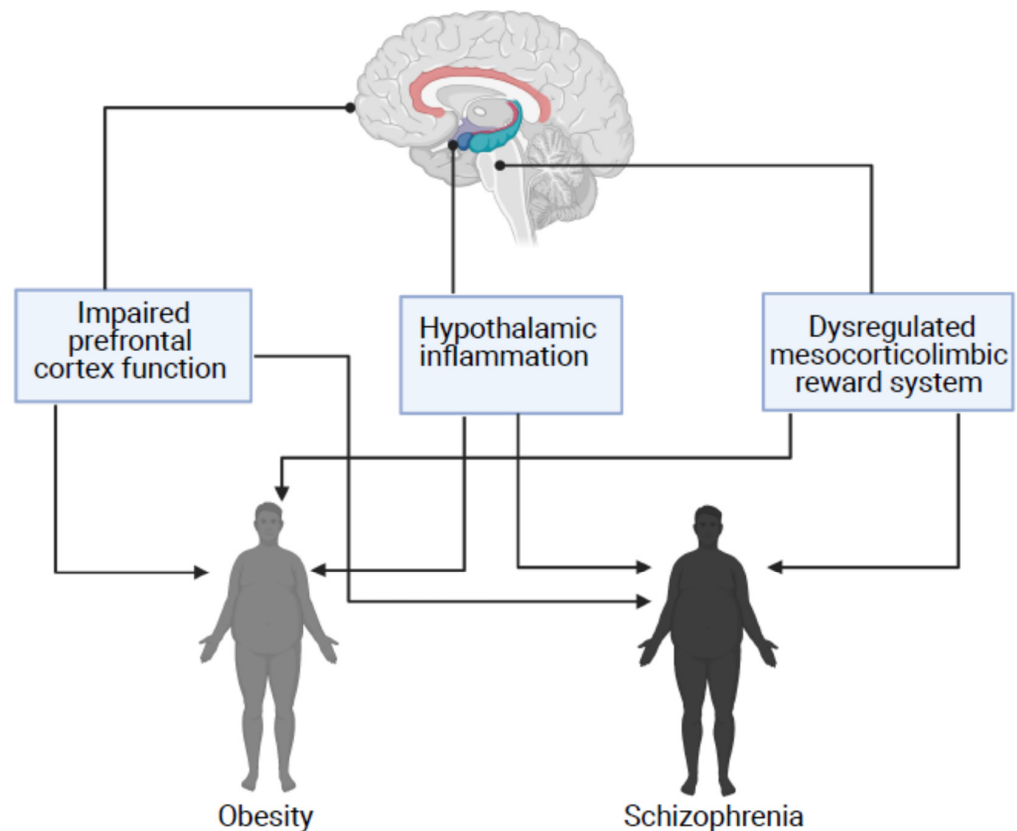 Impaired
prefrontal
cortex function
Hypothalamic
inflammation
Dysregulated
mesocorticolimbic
reward system
Obesity
Schizophrenia